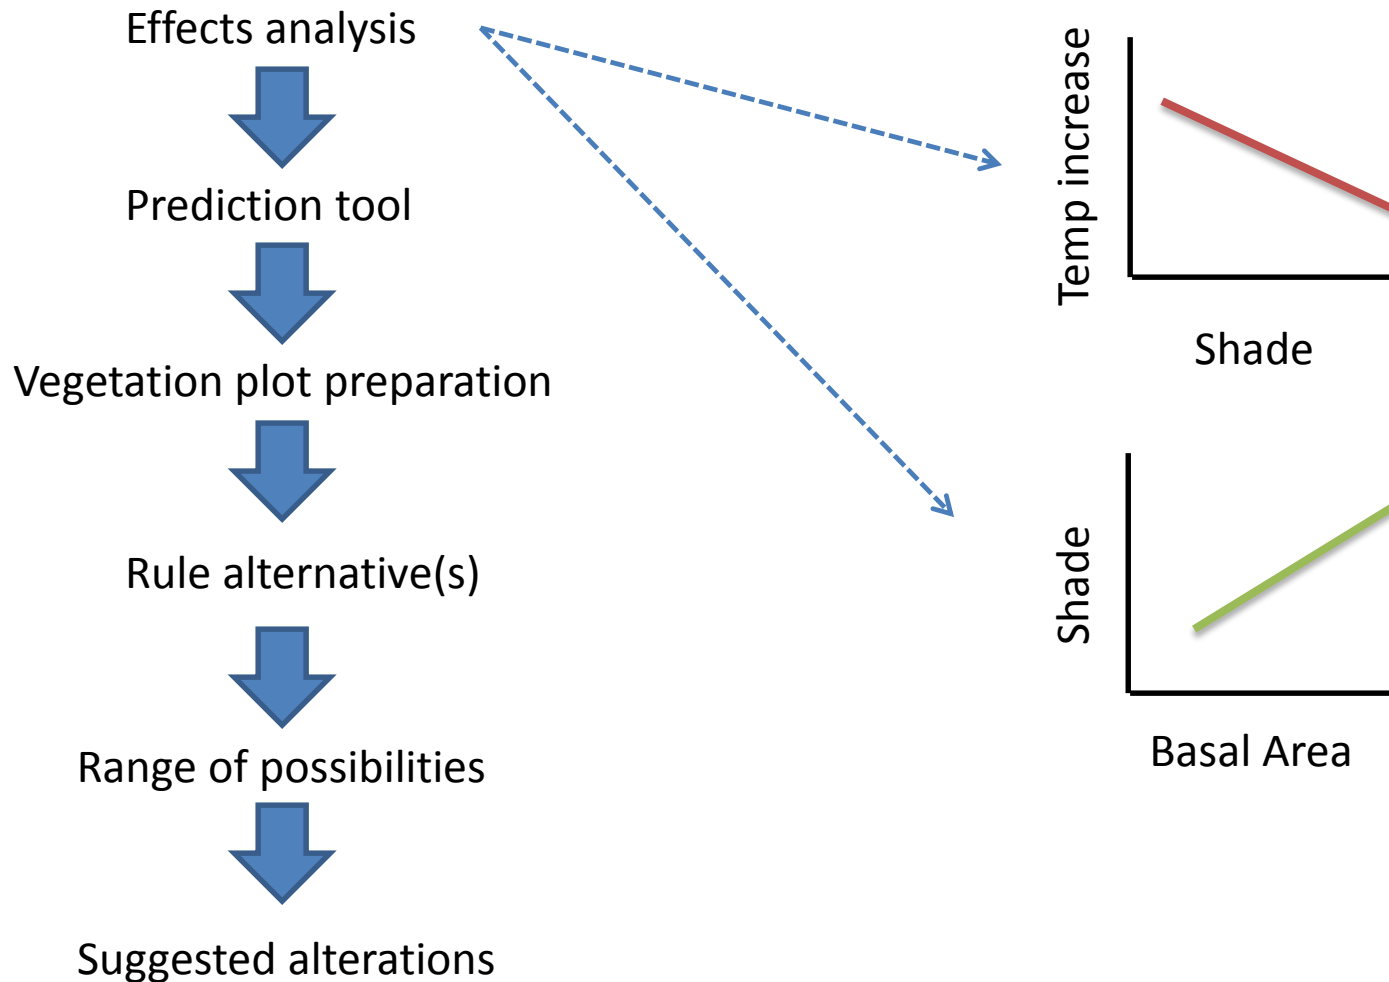 Effects analysis
Prediction tool
Vegetation plot preparation
Rule alternative(s)
Range of possibilities
Suggested alterations
Temp increase
Shade
Shade
Basal Area